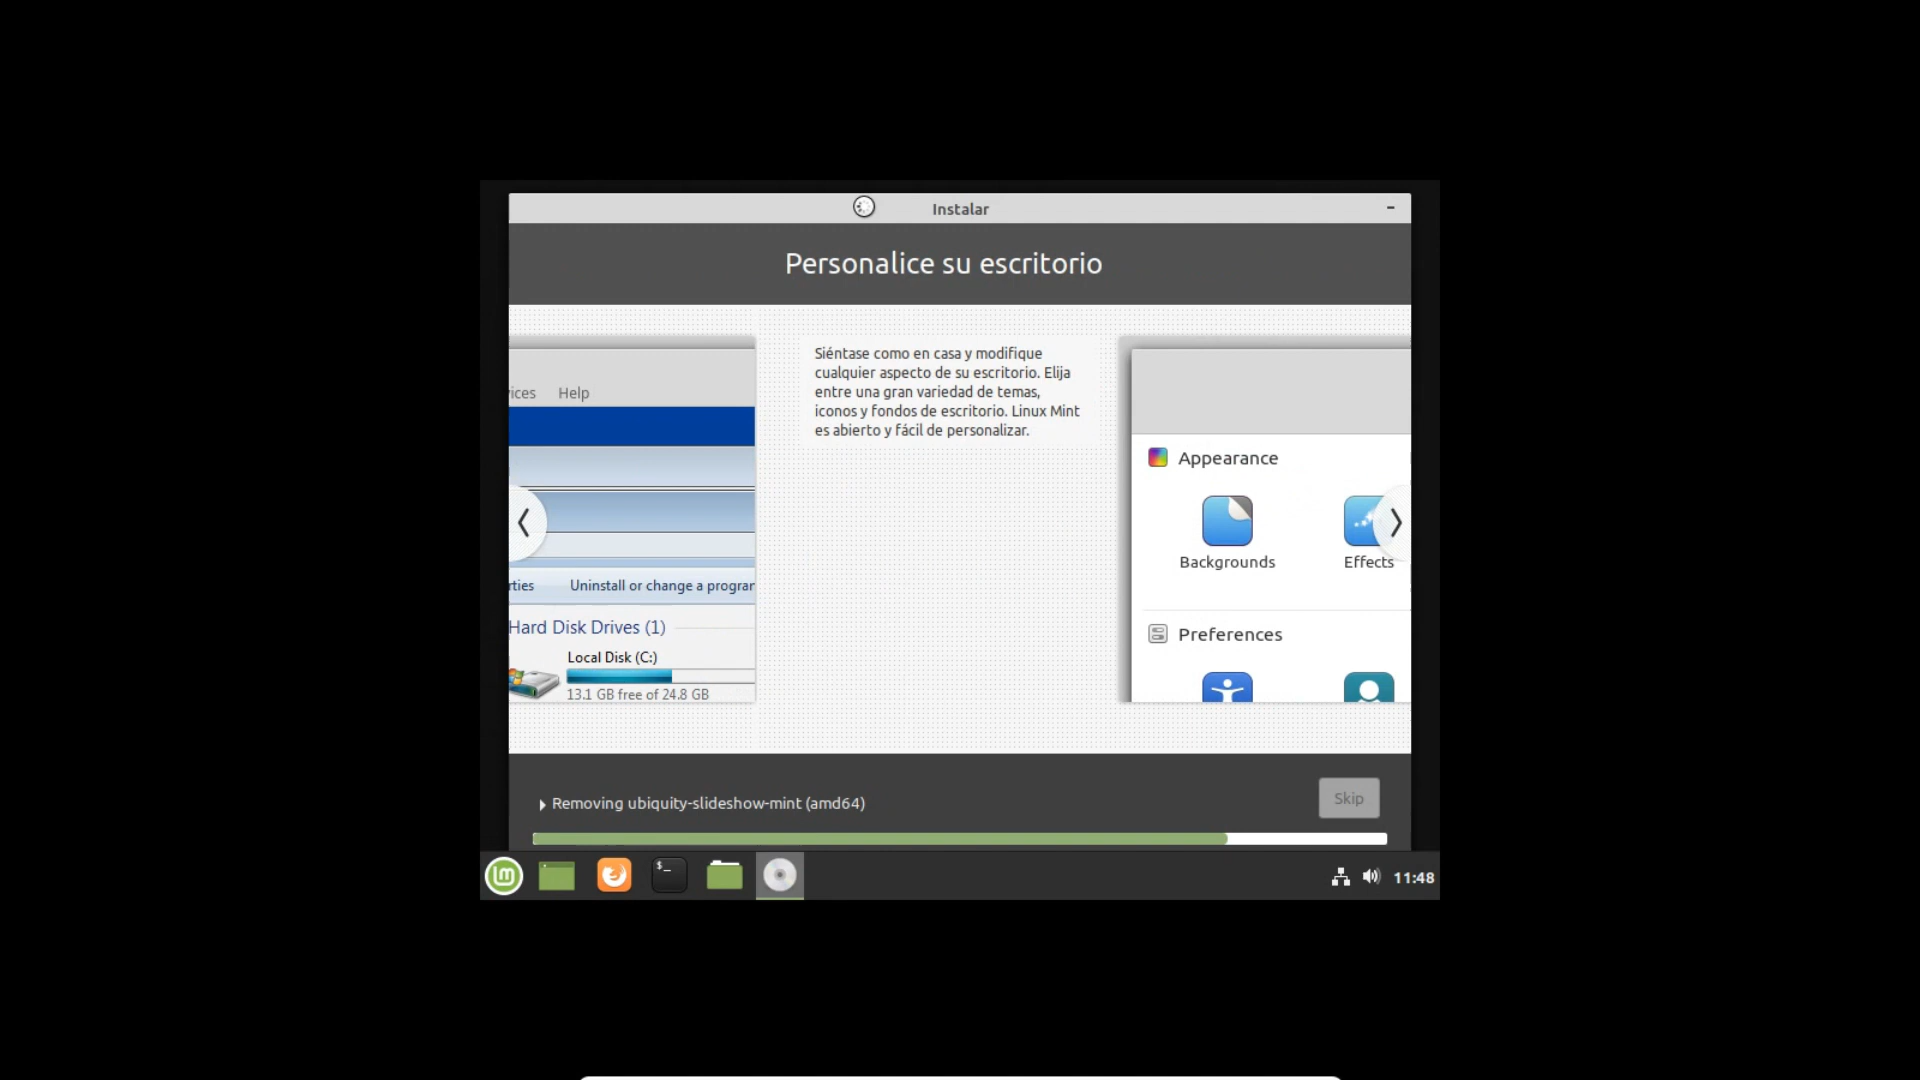 Instalar
Personalice su escritorio
vices Help
rties Uninstall or change a progra
Hard Disk Drives (1)
Local Disk (C:)
13.1 GB free of 24.8 GB
Siéntase como en casa y modifique
cualquier aspecto de su escritorio. Elija
entre una gran variedad de temas,
iconos y fondos de escritorio. Linux Mint
es abierto y fácil de personalizar.
Appearance
Backgrounds Effects
Preferences
Removing ubiquity-slideshow-mint (amd64)
Skip
$_
11:48